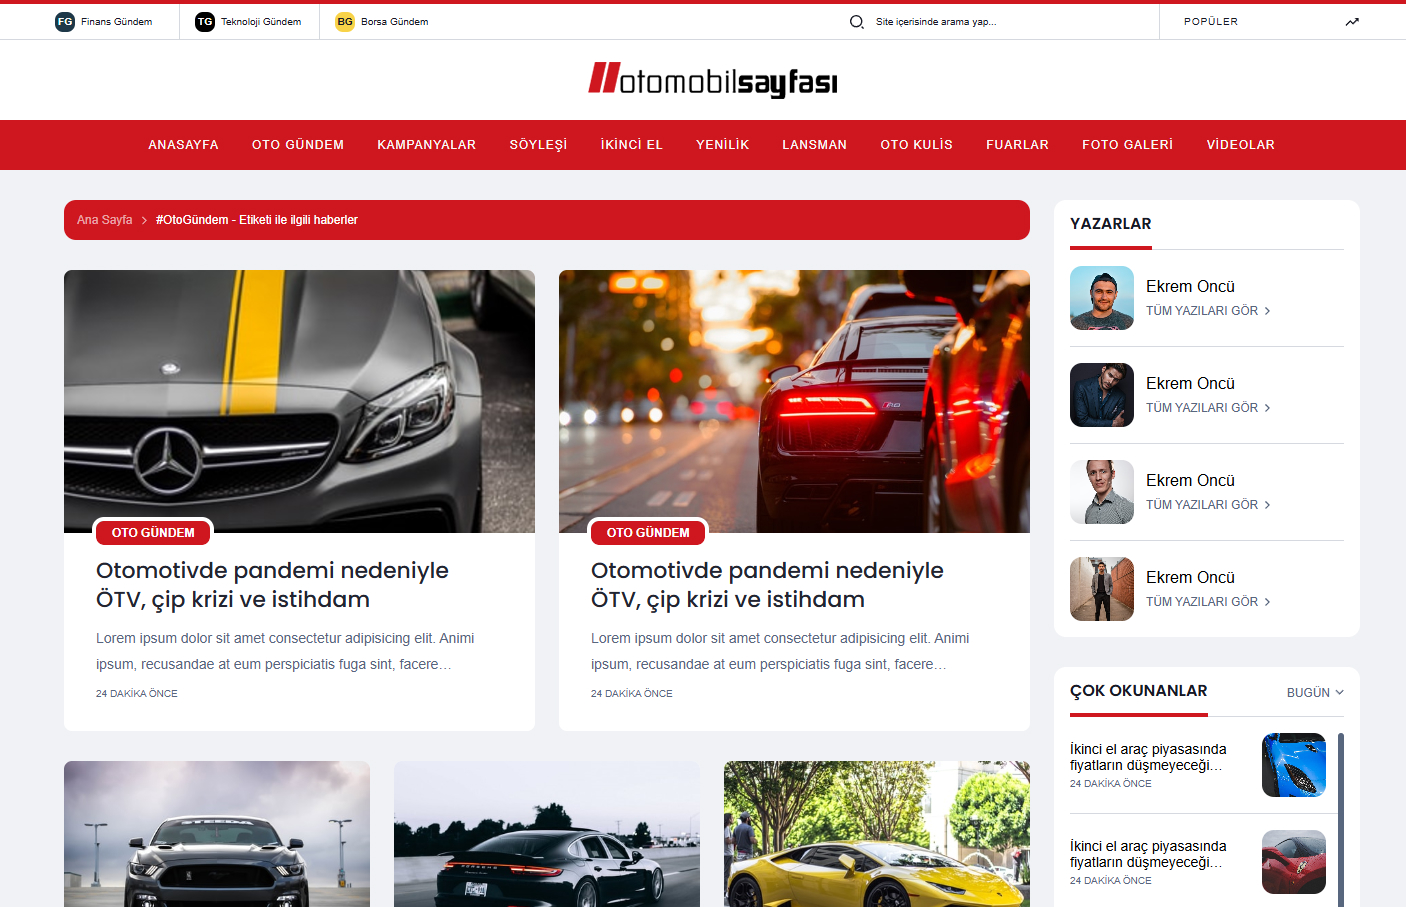 FG Finans Gündem
TG Teknoloji Gündem
BG Borsa Gündem
Site içerisinde arama yap...
POPÜLER
otomobilsayfası
ANASAYFA OTO GÜNDEM KAMPANYALAR SÖYLEŞİ İKİNCİ EL YENİLİK LANSMAN OTO KULİS FUARLAR FOTO GALERİ VİDEOLAR
Ana Sayfa > #OtoGündem - Etiketi ile ilgili haberler
OTO GÜNDEM
Otomotivde pandemi nedeniyle
ÖTV, çip krizi ve istihdam
Lorem ipsum dolor sit amet consectetur adipisicing elit. Animi
ipsum, recusandae at eum perspiciatis fuga sint, facere…
24 DAKİKA ÖNCE
R8
OTO GÜNDEM
Otomotivde pandemi nedeniyle
ÖTV, çip krizi ve istihdam
Lorem ipsum dolor sit amet consectetur adipisicing elit. Animi
ipsum, recusandae at eum perspiciatis fuga sint, facere…
24 DAKİKA ÖNCE
STEEDA
PORSCHE
YAZARLAR
Ekrem Oncü
TÜM YAZILARI GÖR >
Ekrem Oncü
TÜM YAZILARI GÖR >
Ekrem Oncü
TÜM YAZILARI GÖR >
Ekrem Oncü
TÜM YAZILARI GÖR >
ÇOK OKUNANLAR
BUGÜN
İkinci el araç piyasasında
fiyatların düşmeyeceği…
24 DAKİKA ÖNCE
İkinci el araç piyasasında
fiyatların düşmeyeceği…
24 DAKİKA ÖNCE